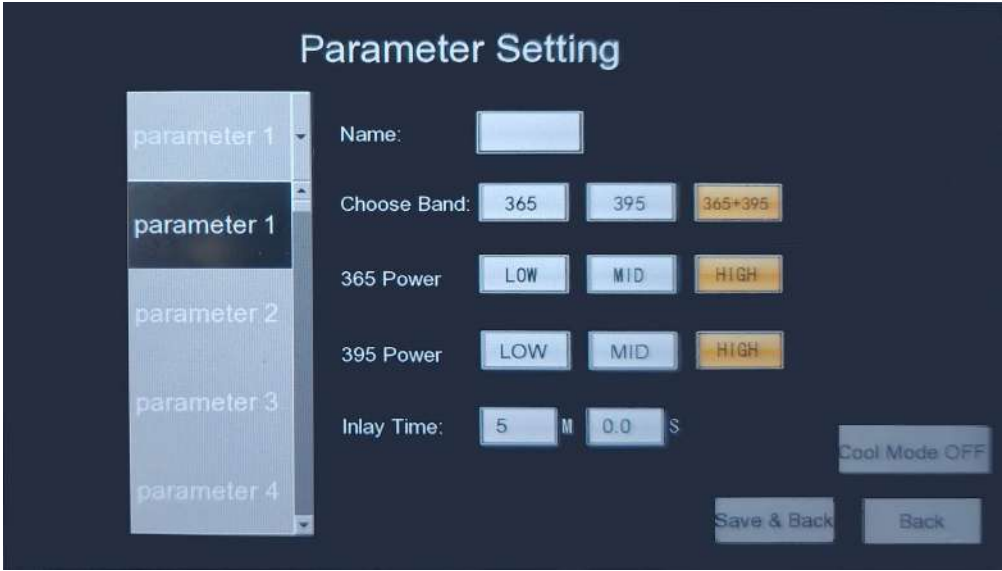 Parameter Setting
parameter 1
parameter 1
parameter 2
parameter 3
parameter 4
Name:
Choose Band: 365 395 365+395
365 Power LOW MID HIGH
395 Power LOW MID HIGH
Inlay Time: 5 M 0.0 S
Cool Mode OFF
Save & Back Back